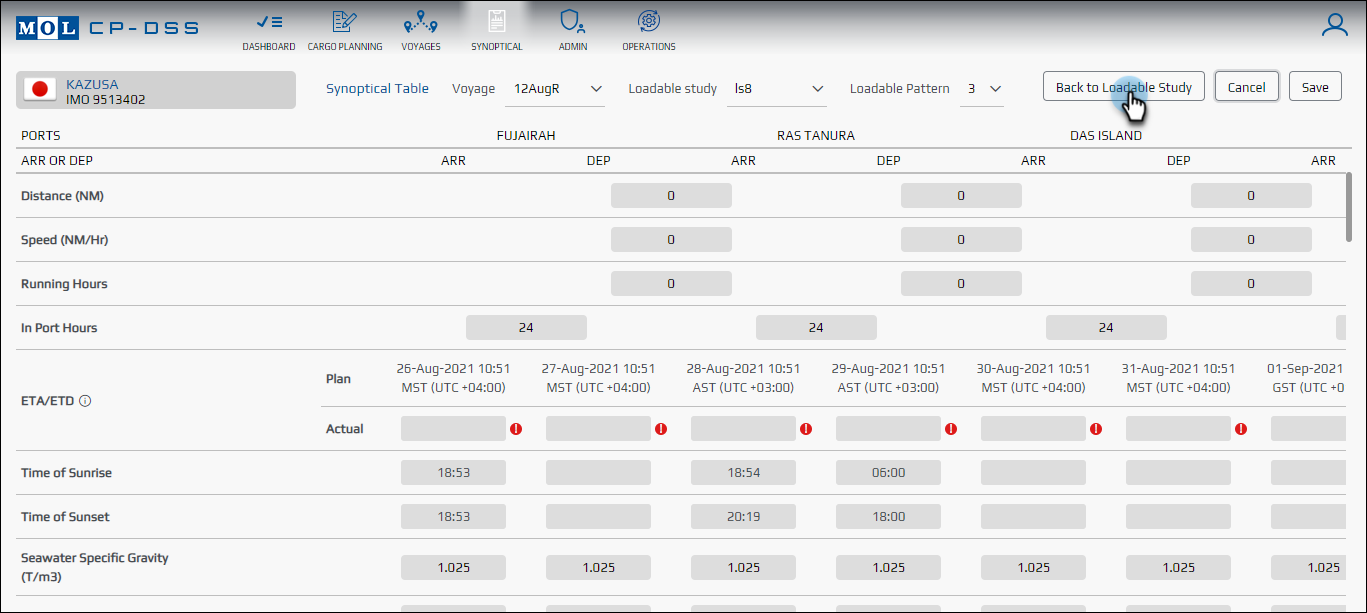 MOL CP-DSS
DASHBOARD CARGO PLANNING VOYAGES SYNOPTICAL ADMIN OPERATIONS
KAZUSA
IMO 9513402
Synoptical Table Voyage 12AugR Loadable study ls8 Loadable Pattern 3 Back to Loadable Study Cancel Save
PORTS FUJAIRAH RAS TANURA DAS ISLAND
ARR OR DEP ARR DEP ARR DEP ARR DEP ARR
Distance (NM) 0 0 0
Speed (NM/Hr) 0 0 0
Running Hours 0 0 0
In Port Hours 24 24 24
ETA/ETD
Plan
26-Aug-2021 10:51 27-Aug-2021 10:51 28-Aug-2021 10:51 29-Aug-2021 10:51 30-Aug-2021 10:51 31-Aug-2021 10:51 01-Sep-2021
MST (UTC +04:00) MST (UTC +04:00) AST (UTC +03:00) AST (UTC +03:00) MST (UTC +04:00) MST (UTC +04:00) GST (UTC +0
Actual
Time of Sunrise 18:53 18:54 06:00
Time of Sunset 18:53 20:19 18:00
Seawater Specific Gravity
(T/m3) 1.025 1.025 1.025 1.025 1.025 1.025 1.025